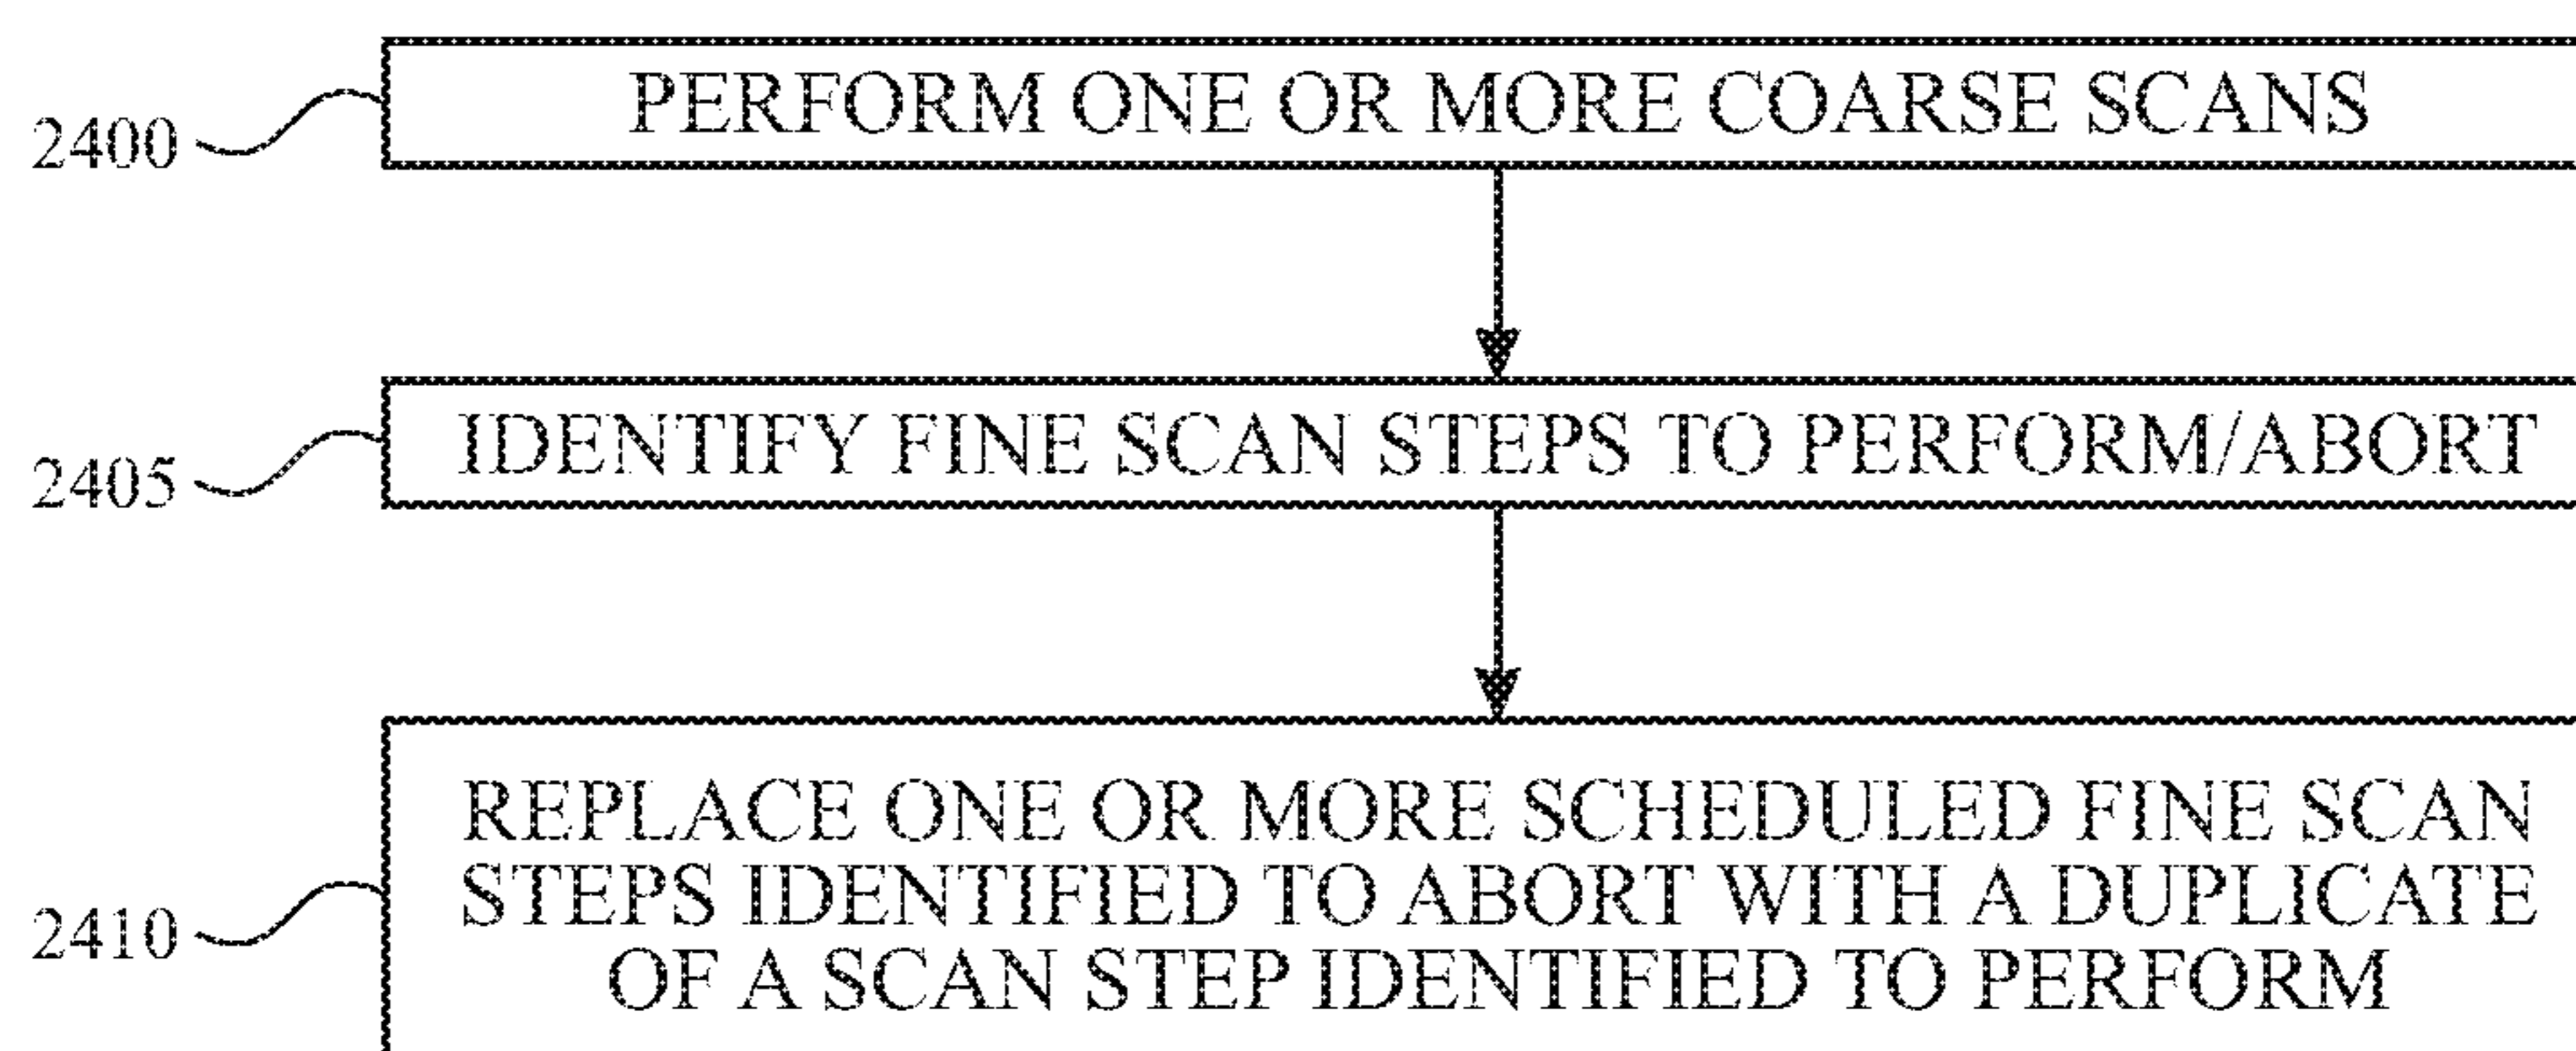 PERFORM ONE OR MORE COARSE SCANS
2400
IDENTIFY FINE SCAN STEPS TO PERFORM/ABORT
2405
REPLACE ONE OR MORE SCHEDULED FINE SCAN
STEPS IDENTIFIED TO ABORT WITH A DUPLICATE
OF A SCAN STEP IDENTIFIED TO PERFORM
2410